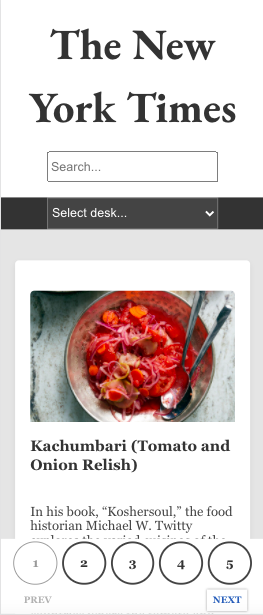 The New
York Times
Search...
Select desk...
Kachumbari (Tomato and
Onion Relish)
In his book, “Koshersoul,” the food
historian Michael W. Twitty
1
2
3
4
5
PREV
NEXT